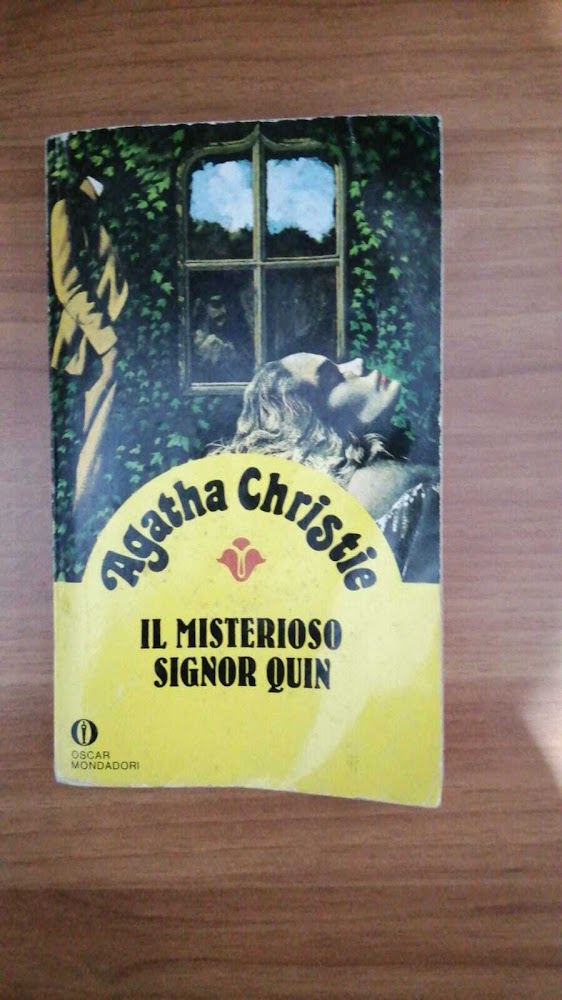 Agatha Christie
IL MISTERIOSO
SIGNOR QUIN
OSCAR
MONDADORI